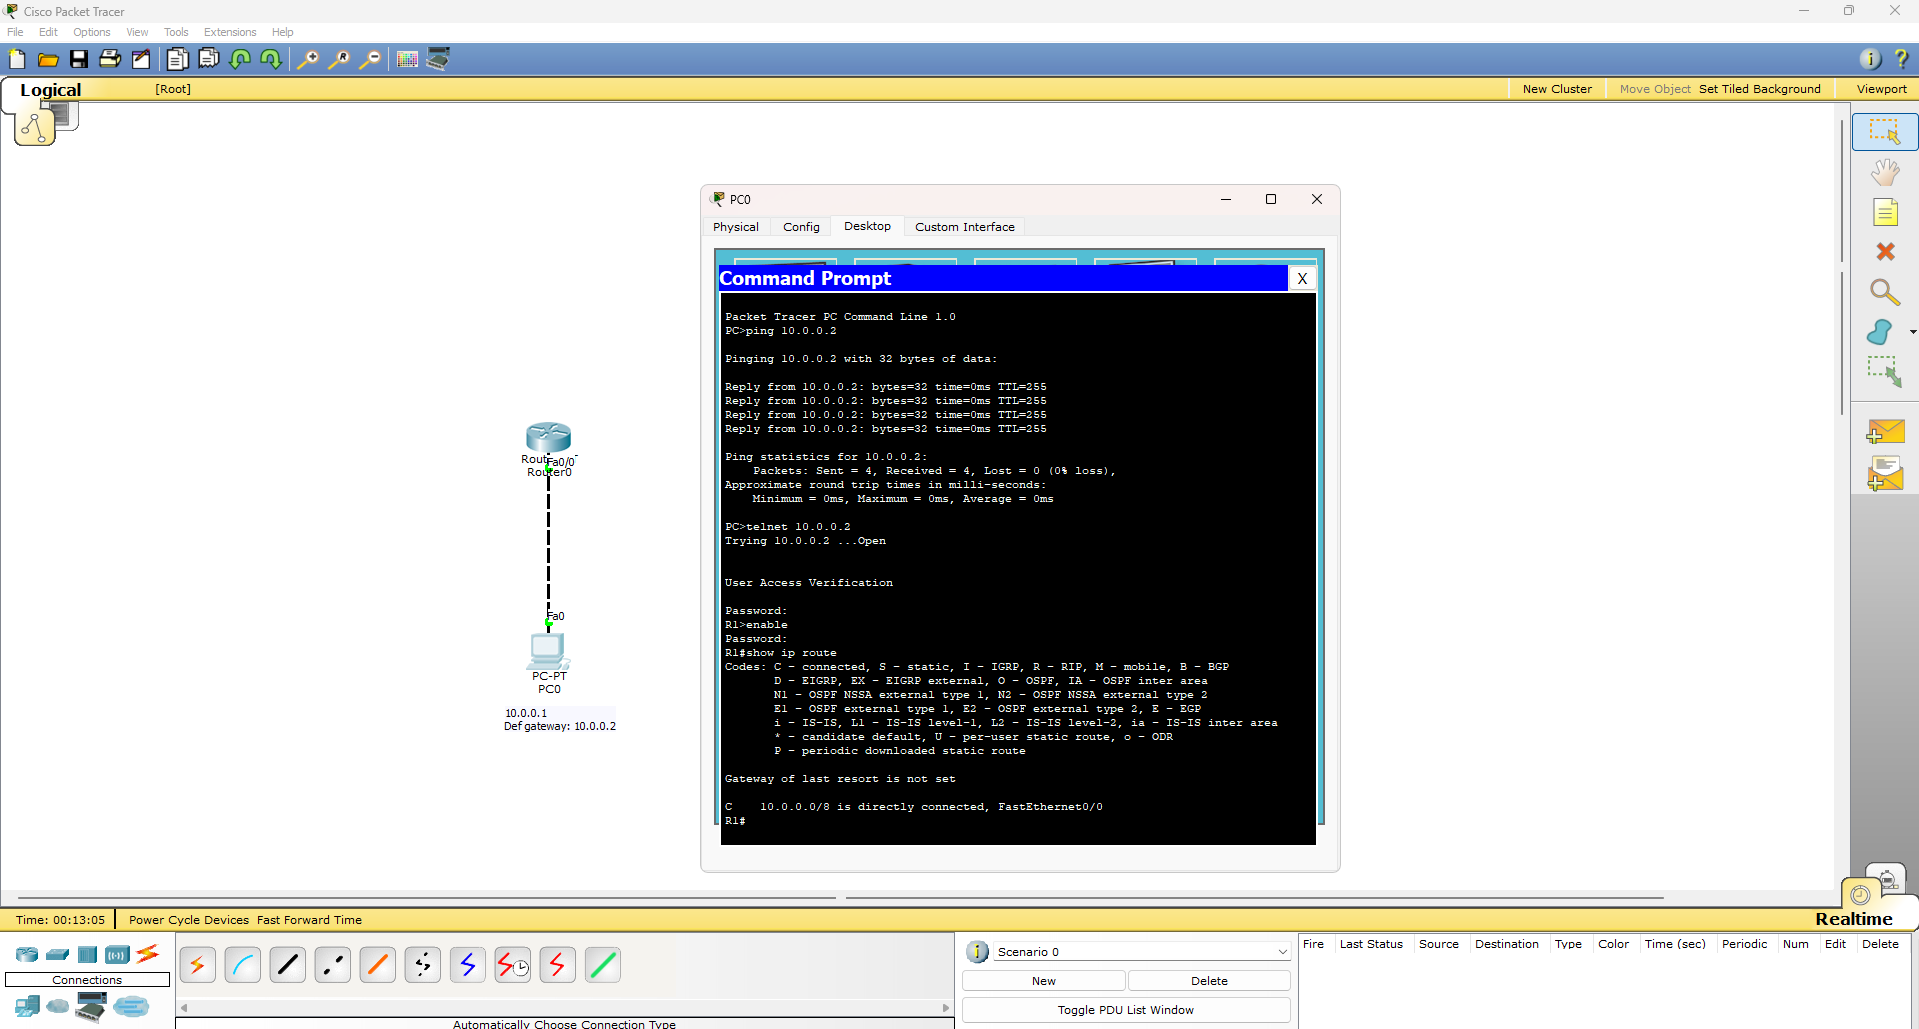 Cisco Packet Tracer
File Edit Options View Tools Extensions Help
Logical [Root] New Cluster Move Object Set Tiled Background Viewport
PC0
Physical Config Desktop Custom Interface
Command Prompt X
Packet Tracer PC Command Line 1.0
PC>ping 10.0.0.2
Pinging 10.0.0.2 with 32 bytes of data:
Reply from 10.0.0.2: bytes=32 time=0ms TTL=255
Reply from 10.0.0.2: bytes=32 time=0ms TTL=255
Reply from 10.0.0.2: bytes=32 time=0ms TTL=255
Reply from 10.0.0.2: bytes=32 time=0ms TTL=255
Ping statistics for 10.0.0.2:
Packets: Sent = 4, Received = 4, Lost = 0 (0% loss),
Approximate round trip times in milli-seconds:
Minimum = 0ms, Maximum = 0ms, Average = 0ms
PC>telnet 10.0.0.2
Trying 10.0.0.2 ...Open
User Access Verification
Password:
R1>enable
Password:
R1#show ip route
Codes: C - connected, S - static, I - IGRP, R - RIP, M - mobile, B - BGP
D - EIGRP, EX - EIGRP external, O - OSPF, IA - OSPF inter area
N1 - OSPF NSSA external type 1, N2 - OSPF NSSA external type 2
E1 - OSPF external type 1, E2 - OSPF external type 2, E - EGP
i - IS-IS, L1 - IS-IS level-1, L2 - IS-IS level-2, ia - IS-IS inter area
* - candidate default, U - per-user static route, o - ODR
P - periodic downloaded static route
Gateway of last resort is not set
C 10.0.0.0/8 is directly connected, FastEthernet0/0
R1#
Fa0/0
Router0
Fa0
PC-PT
PC0
10.0.0.1
Def gateway: 10.0.0.2
Time: 00:13:05 Power Cycle Devices Fast Forward Time
Realtime
Connections
Automatically Choose Connection Type
Scenario 0
New Delete
Toggle PDU List Window
Fire Last Status Source Destination Type Color Time (sec) Periodic Num Edit Delete